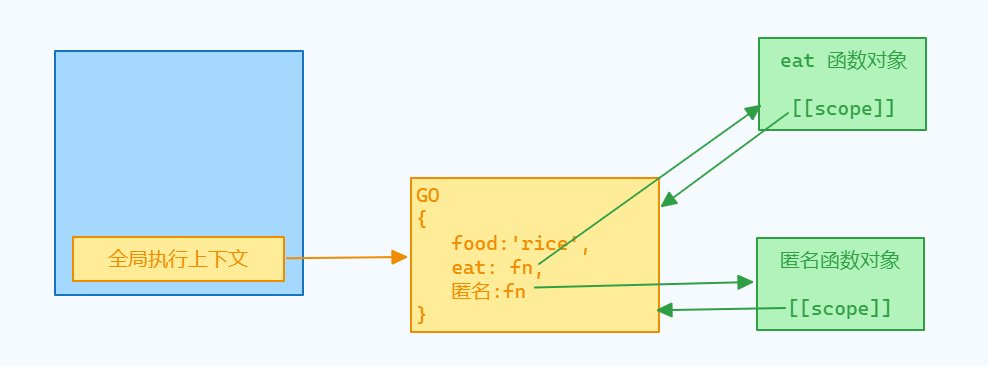 全局执行上下文
GO
{
food:'rice',
eat: fn,
匿名:fn
}
eat 函数对象
[[scope]]
匿名函数对象
[[scope]]